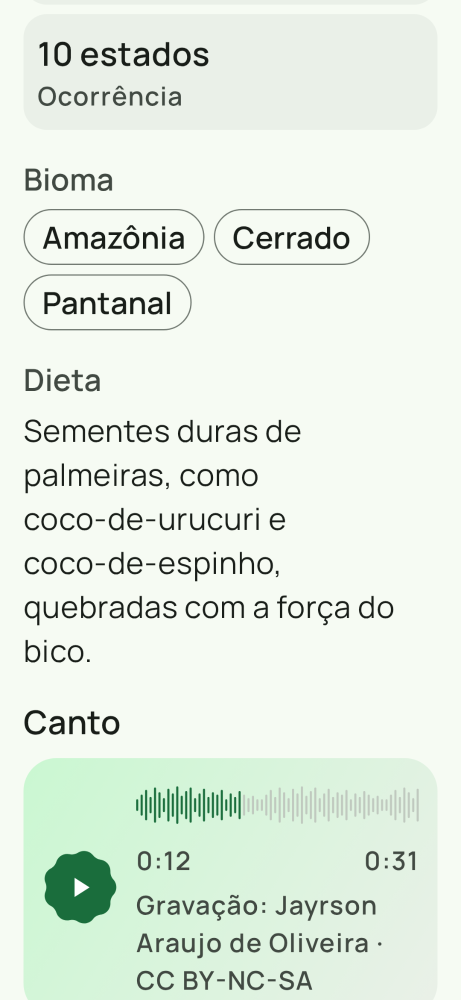 10 estados
Ocorrência
Bioma
Amazônia
Cerrado
Pantanal
Dieta
Sementes duras de
palmeiras, como
coco-de-urucuri e
coco-de-espinho,
quebradas com a força do
bico.
Canto
0:12
0:31
Gravação: Jayrson
Araujo de Oliveira ·
CC BY-NC-SA